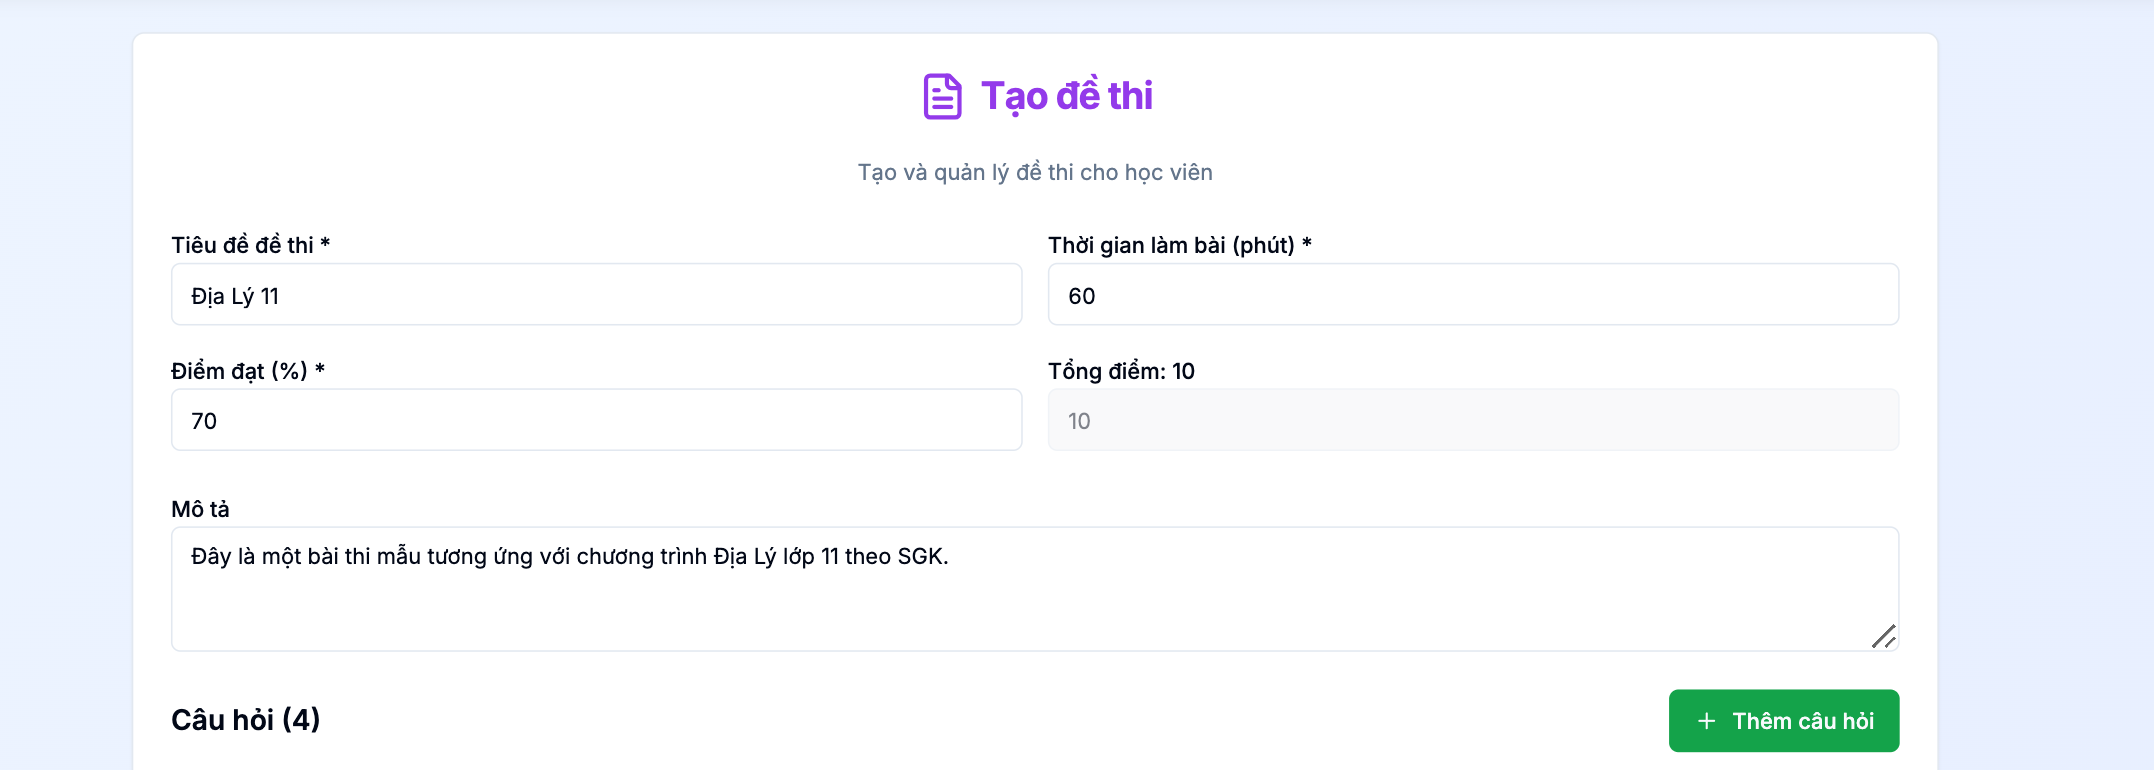 Tạo đề thi
Tạo và quản lý đề thi cho học viên
Tiêu đề đề thi *
Địa Lý 11
Thời gian làm bài (phút) *
60
Điểm đạt (%) *
70
Tổng điểm: 10
10
Mô tả
Đây là một bài thi mẫu tương ứng với chương trình Địa Lý lớp 11 theo SGK.
Câu hỏi (4)
+ Thêm câu hỏi